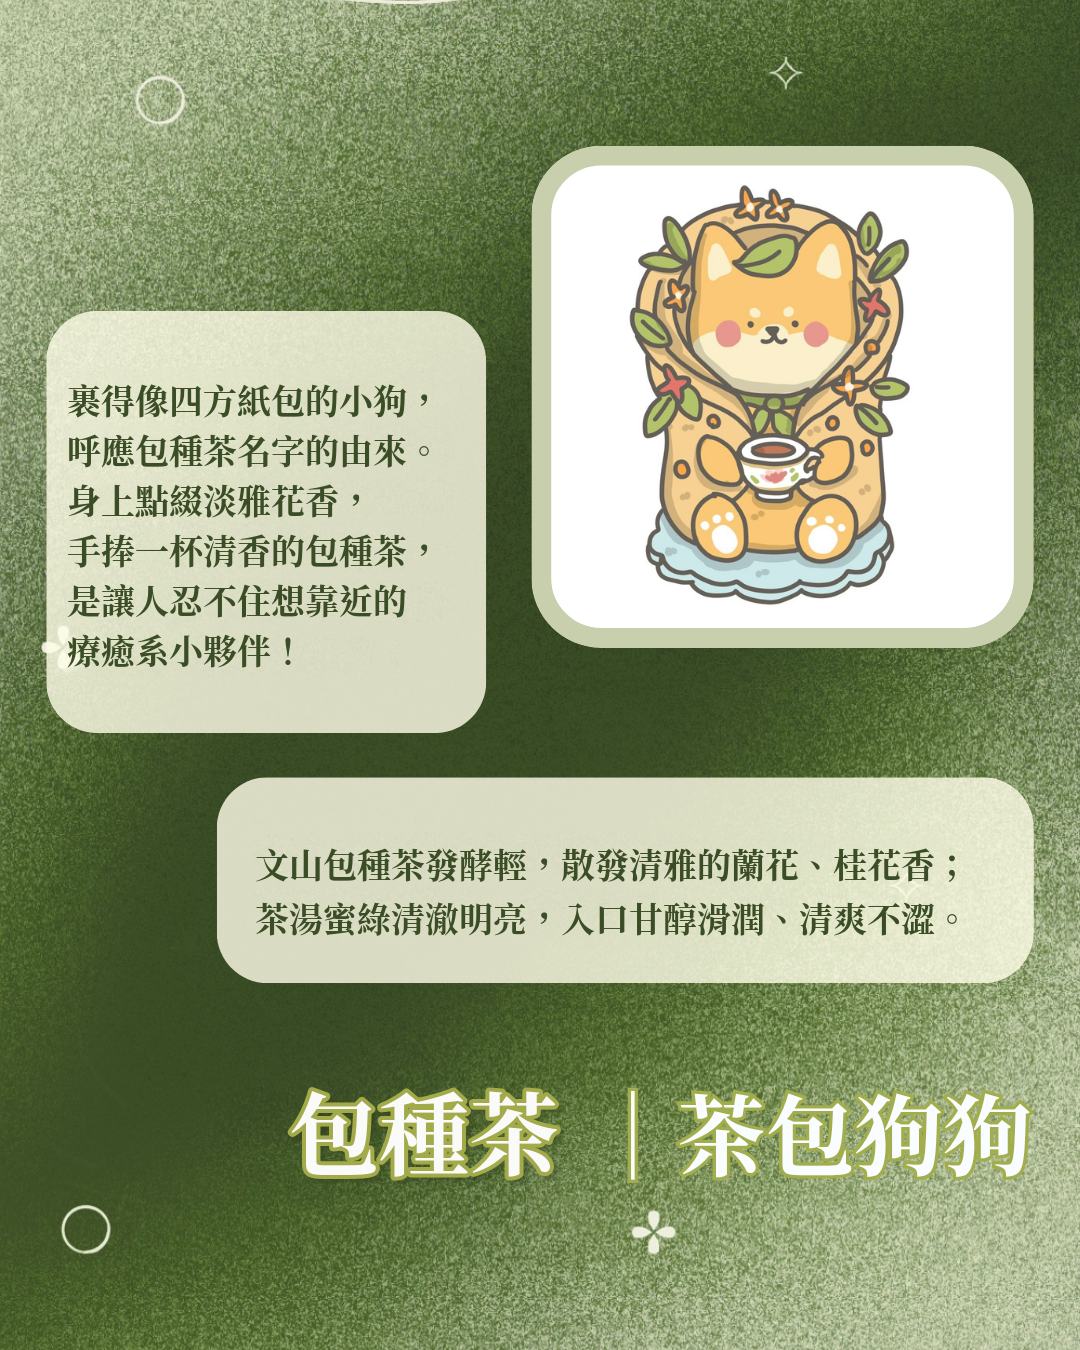 裹得像四方紙包的小狗，
呼應包種茶名字的由來。
身上點綴淡雅花香，
手捧一杯清香的包種茶，
是讓人忍不住想靠近的
療癒系小夥伴！
文山包種茶發酵輕，散發清雅的蘭花、桂花香；
茶湯蜜綠清澈明亮，入口甘醇滑潤、清爽不澀。
包種茶｜茶包狗狗